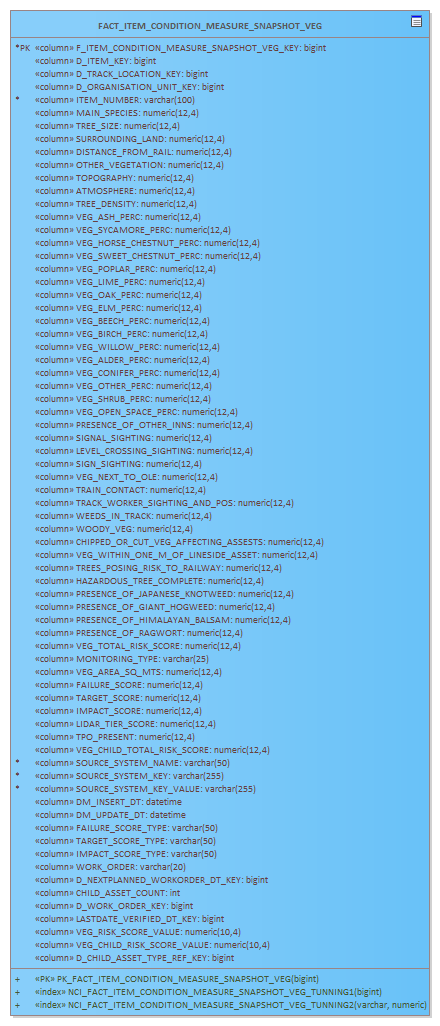 FACT_ITEM_CONDITION_MEASURE_SNAPSHOT_VEG
*PK «column» F_ITEM_CONDITION_MEASURE_SNAPSHOT_VEG_KEY: bigint
«column» D_ITEM_KEY: bigint
«column» D_TRACK_LOCATION_KEY: bigint
«column» D_ORGANISATION_UNIT_KEY: bigint
* «column» ITEM_NUMBER: varchar(100)
«column» MAIN_SPECIES: numeric(12,4)
«column» TREE_SIZE: numeric(12,4)
«column» SURROUNDING_LAND: numeric(12,4)
«column» DISTANCE_FROM_RAIL: numeric(12,4)
«column» OTHER_VEGETATION: numeric(12,4)
«column» TOPOGRAPHY: numeric(12,4)
«column» ATMOSPHERE: numeric(12,4)
«column» TREE_DENSITY: numeric(12,4)
«column» VEG_ASH_PERC: numeric(12,4)
«column» VEG_SYCAMORE_PERC: numeric(12,4)
«column» VEG_HORSE_CHESTNUT_PERC: numeric(12,4)
«column» VEG_SWEET_CHESTNUT_PERC: numeric(12,4)
«column» VEG_POPLAR_PERC: numeric(12,4)
«column» VEG_LIME_PERC: numeric(12,4)
«column» VEG_OAK_PERC: numeric(12,4)
«column» VEG_ELM_PERC: numeric(12,4)
«column» VEG_BEECH_PERC: numeric(12,4)
«column» VEG_BIRCH_PERC: numeric(12,4)
«column» VEG_WILLOW_PERC: numeric(12,4)
«column» VEG_ALDER_PERC: numeric(12,4)
«column» VEG_CONIFER_PERC: numeric(12,4)
«column» VEG_OTHER_PERC: numeric(12,4)
«column» VEG_SHRUB_PERC: numeric(12,4)
«column» VEG_OPEN_SPACE_PERC: numeric(12,4)
«column» PRESENCE_OF_OTHER_INNS: numeric(12,4)
«column» SIGNAL_SIGHTING: numeric(12,4)
«column» LEVEL_CROSSING_SIGHTING: numeric(12,4)
«column» SIGN_SIGHTING: numeric(12,4)
«column» VEG_NEXT_TO_OLE: numeric(12,4)
«column» TRAIN_CONTACT: numeric(12,4)
«column» TRACK_WORKER_SIGHTING_AND_POS: numeric(12,4)
«column» WEEDS_IN_TRACK: numeric(12,4)
«column» WOODY_VEG: numeric(12,4)
«column» CHIPPED_OR_CUT_VEG_AFFECTING_ASSESTS: numeric(12,4)
«column» VEG_WITHIN_ONE_M_OF_LINESIDE_ASSET: numeric(12,4)
«column» TREES_POSING_RISK_TO_RAILWAY: numeric(12,4)
«column» HAZARDOUS_TREE_COMPLETE: numeric(12,4)
«column» PRESENCE_OF_JAPANESE_KNOTWEED: numeric(12,4)
«column» PRESENCE_OF_GIANT_HOGWEED: numeric(12,4)
«column» PRESENCE_OF_HIMALAYAN_BALSAM: numeric(12,4)
«column» PRESENCE_OF_RAGWORT: numeric(12,4)
«column» VEG_TOTAL_RISK_SCORE: numeric(12,4)
«column» MONITORING_TYPE: varchar(25)
«column» VEG_AREA_SQ_MTS: numeric(12,4)
«column» FAILURE_SCORE: numeric(12,4)
«column» TARGET_SCORE: numeric(12,4)
«column» IMPACT_SCORE: numeric(12,4)
«column» LIDAR_TIER_SCORE: numeric(12,4)
«column» TPO_PRESENT: numeric(12,4)
«column» VEG_CHILD_TOTAL_RISK_SCORE: numeric(12,4)
* «column» SOURCE_SYSTEM_NAME: varchar(50)
* «column» SOURCE_SYSTEM_KEY: varchar(255)
* «column» SOURCE_SYSTEM_KEY_VALUE: varchar(255)
«column» DM_INSERT_DT: datetime
«column» DM_UPDATE_DT: datetime
«column» FAILURE_SCORE_TYPE: varchar(50)
«column» TARGET_SCORE_TYPE: varchar(50)
«column» IMPACT_SCORE_TYPE: varchar(50)
«column» WORK_ORDER: varchar(20)
«column» D_NEXTPLANNED_WORKORDER_DT_KEY: bigint
«column» CHILD_ASSET_COUNT: int
«column» D_WORK_ORDER_KEY: bigint
«column» LASTDATE_VERIFIED_DT_KEY: bigint
«column» VEG_RISK_SCORE_VALUE: numeric(10,4)
«column» VEG_CHILD_RISK_SCORE_VALUE: numeric(10,4)
«column» D_CHILD_ASSET_TYPE_REF_KEY: bigint
+ «PK» PK_FACT_ITEM_CONDITION_MEASURE_SNAPSHOT_VEG(bigint)
+ «index» NCI_FACT_ITEM_CONDITION_MEASURE_SNAPSHOT_VEG_TUNNING1(bigint)
+ «index» NCI_FACT_ITEM_CONDITION_MEASURE_SNAPSHOT_VEG_TUNNING2(varchar, numeric)